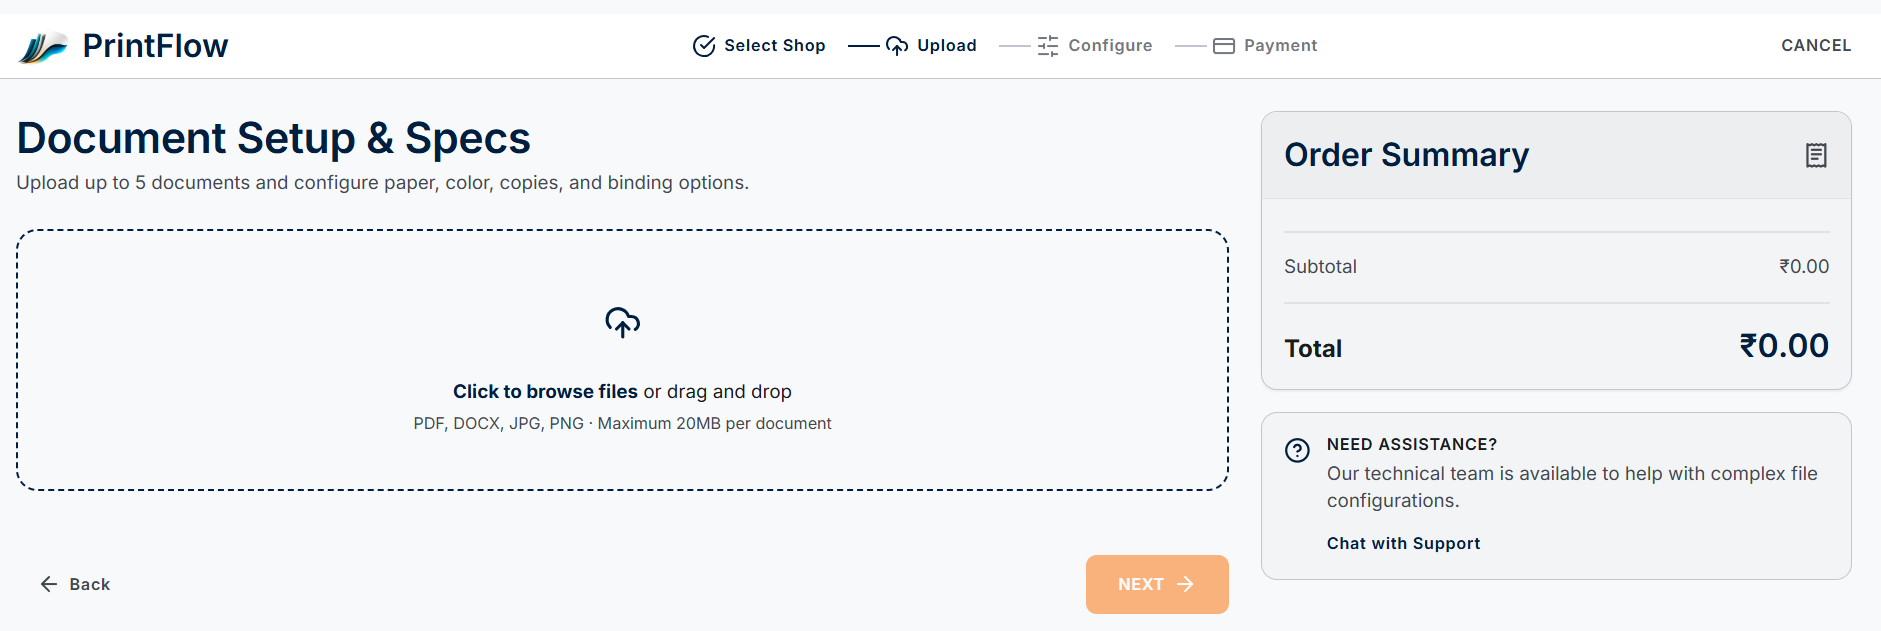 PrintFlow
Select Shop
Upload
Configure
Payment
CANCEL
Document Setup & Specs
Upload up to 5 documents and configure paper, color, copies, and binding options.
Click to browse files or drag and drop
PDF, DOCX, JPG, PNG · Maximum 20MB per document
Back
NEXT
Order Summary
Subtotal ₹0.00
Total ₹0.00
NEED ASSISTANCE?
Our technical team is available to help with complex file
configurations.
Chat with Support